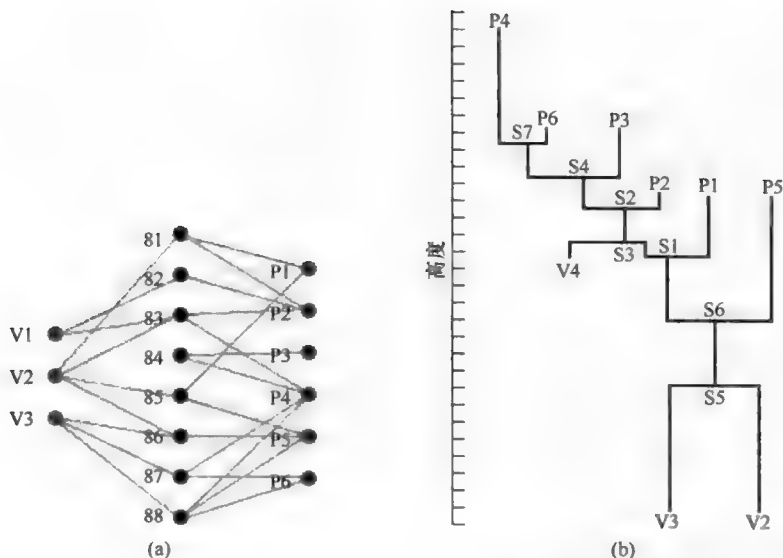 81
82
83
84
85
86
87
88
V1
V2
V3
P1
P2
P3
P4
P5
P6
(a)
高度
P4
S7
P6
P3
S4
S2
P2
P1
P5
S3
S1
V4
S6
S5
V3
V2
(b)